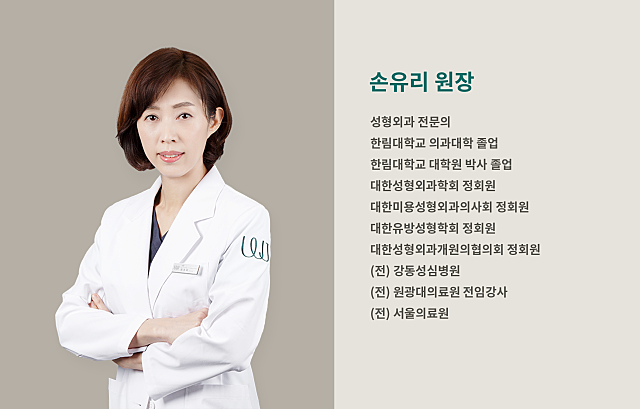 손유리 원장
성형외과 전문의
한림대학교 의과대학 졸업
한림대학교 대학원 박사 졸업
대한성형외과학회 정회원
대한미용성형외과의사회 정회원
대한유방성형학회 정회원
대한성형외과개원의협의회 정회원
(전) 강동성심병원
(전) 원광대의료원 전임강사
(전) 서울의료원